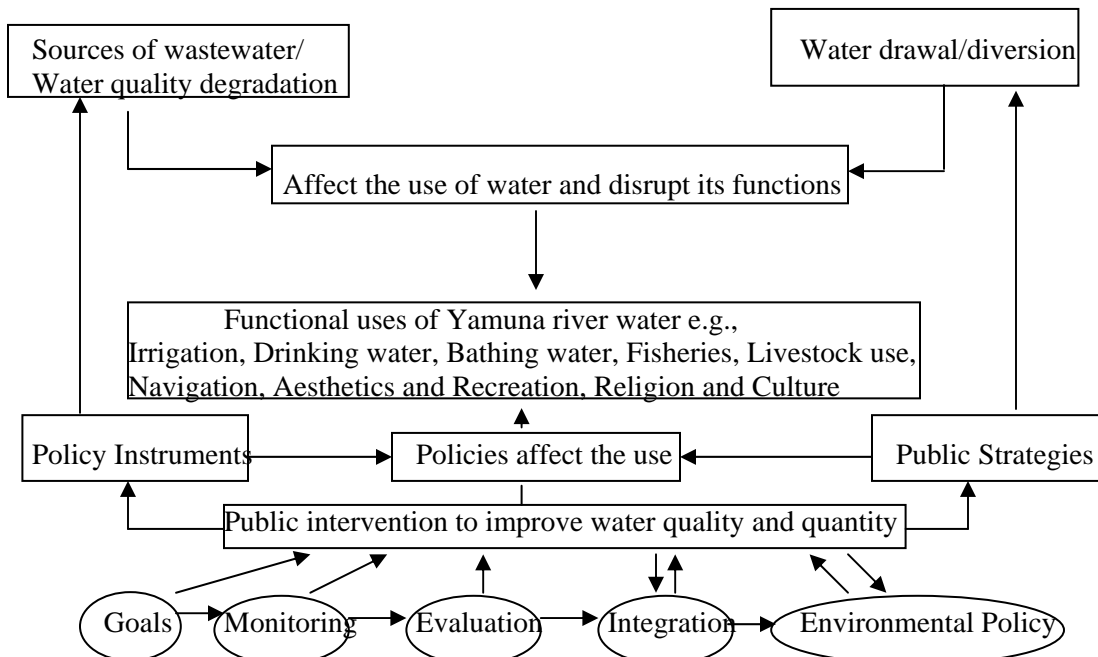 Sources of wastewater/
Water quality degradation
Water drawal/diversion
Affect the use of water and disrupt its functions
Functional uses of Yamuna river water e.g.,
Irrigation, Drinking water, Bathing water, Fisheries, Livestock use,
Navigation, Aesthetics and Recreation, Religion and Culture
Policy Instruments
Policies affect the use
Public Strategies
Public intervention to improve water quality and quantity
Goals
Monitoring
Evaluation
Integration
Environmental Policy